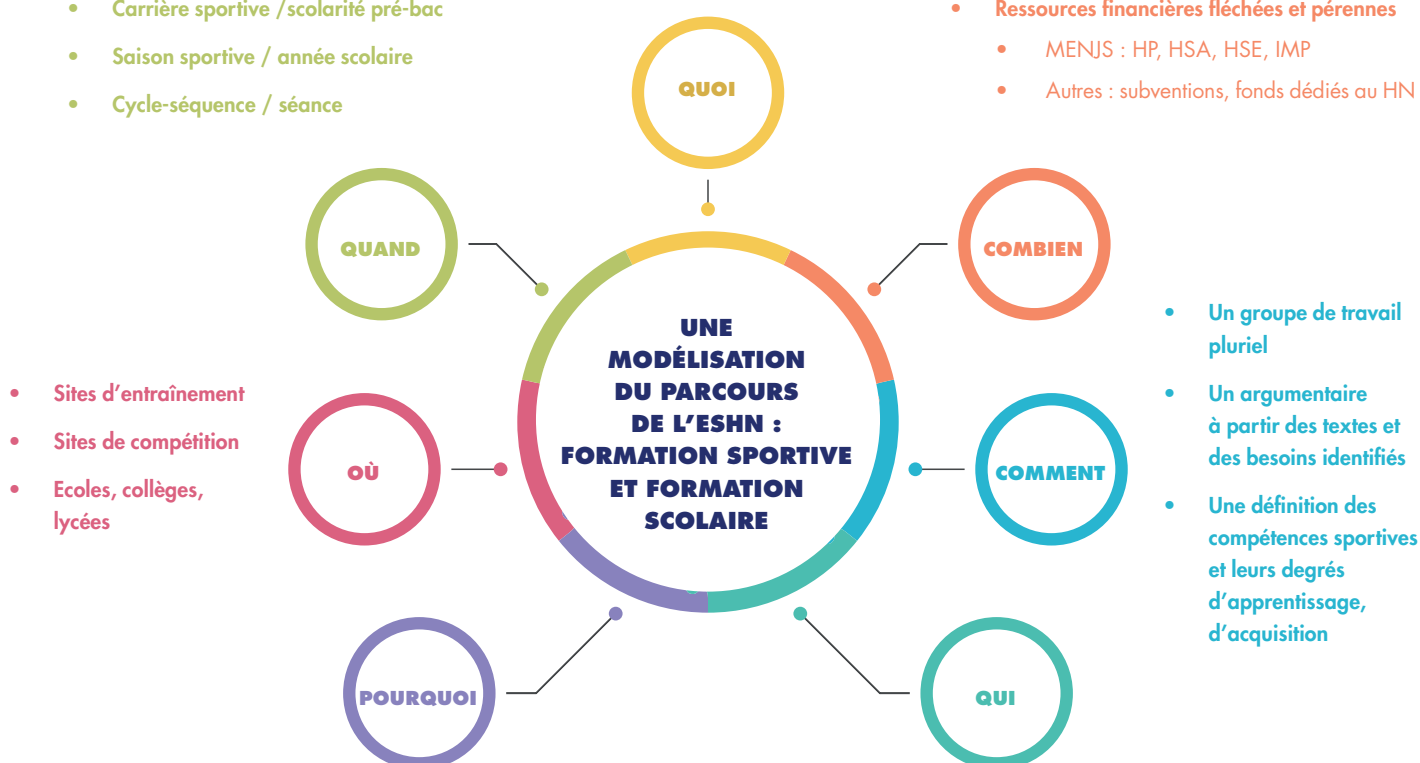 • Carrière sportive /scolarité pré-bac
• Saison sportive / année scolaire
• Cycle-séquence / séance
QUOI
• Ressources financières fléchées et pérennes
• MENJS : HP, HSA, HSE, IMP
• Autres : subventions, fonds dédiés au HN
QUAND
COMBIEN
• Sites d’entraînement
• Sites de compétition
• Ecoles, collèges,
lycées
OÙ
UNE
MODÉLISATION
DU PARCOURS
DE L’ESHN :
FORMATION SPORTIVE
ET FORMATION
SCOLAIRE
COMMENT
• Un groupe de travail
pluriel
• Un argumentaire
à partir des textes et
des besoins identifiés
• Une définition des
compétences sportives
et leurs degrés
d’apprentissage,
d’acquisition
POURQUOI
QUI